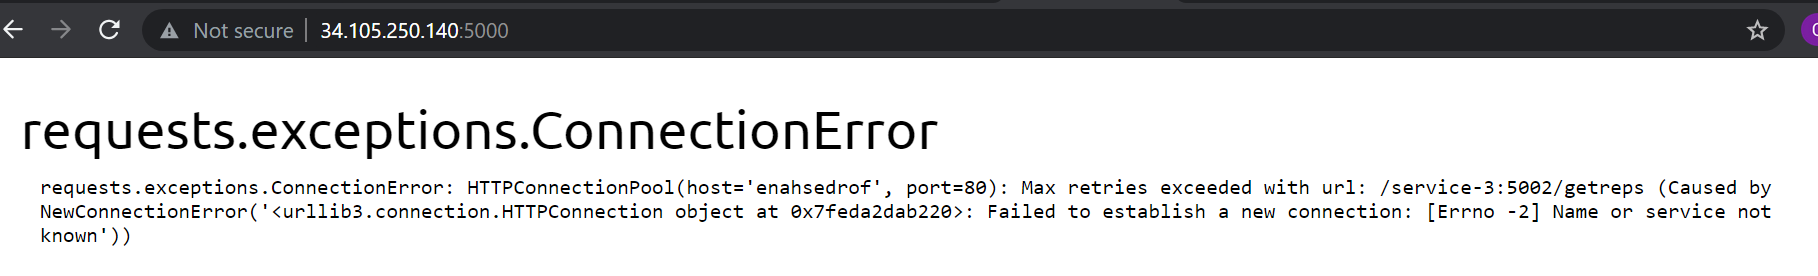 Not secure | 34.105.250.140:5000
requests.exceptions.ConnectionError
requests.exceptions.ConnectionError: HTTPConnectionPool(host='enahsedrof', port=80): Max retries exceeded with url: /service-3:5002/getreps (Caused by
NewConnectionError('<urllib3.connection.HTTPConnection object at 0x7feda2dab220>: Failed to establish a new connection: [Errno -2] Name or service not
known'))